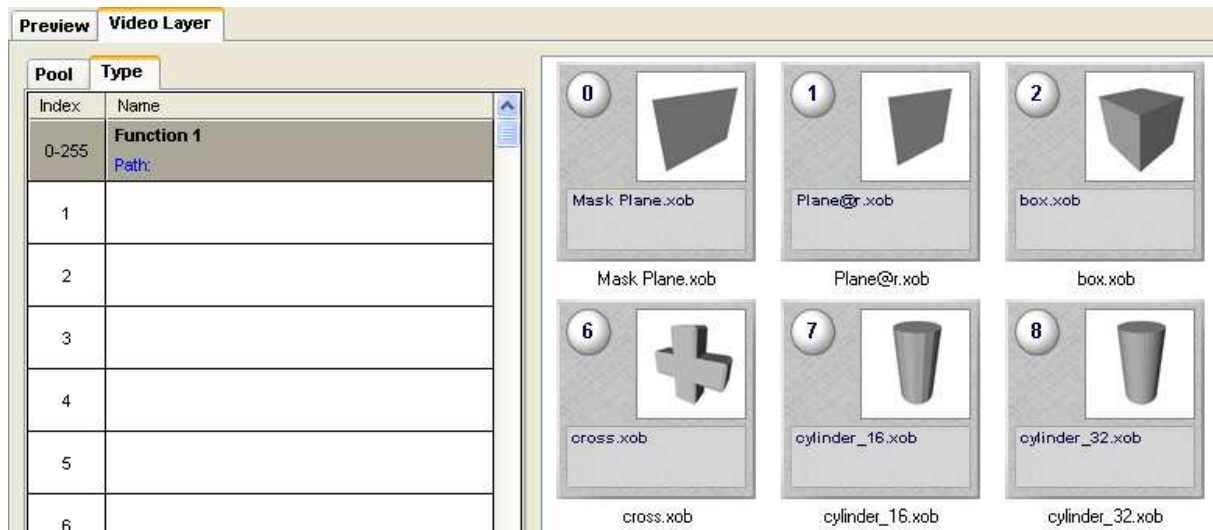 Preview Video Layer
Pool Type
Index Name
0-255 Function 1
Path:
1
2
3
4
5
6
0
Mask Plane.xob
Mask Plane.xob
1
Plane@r.xob
Plane@r.xob
2
box.xob
box.xob
6
cross.xob
cross.xob
7
cylinder_16.xob
cylinder_16.xob
8
cylinder_32.xob
cylinder_32.xob